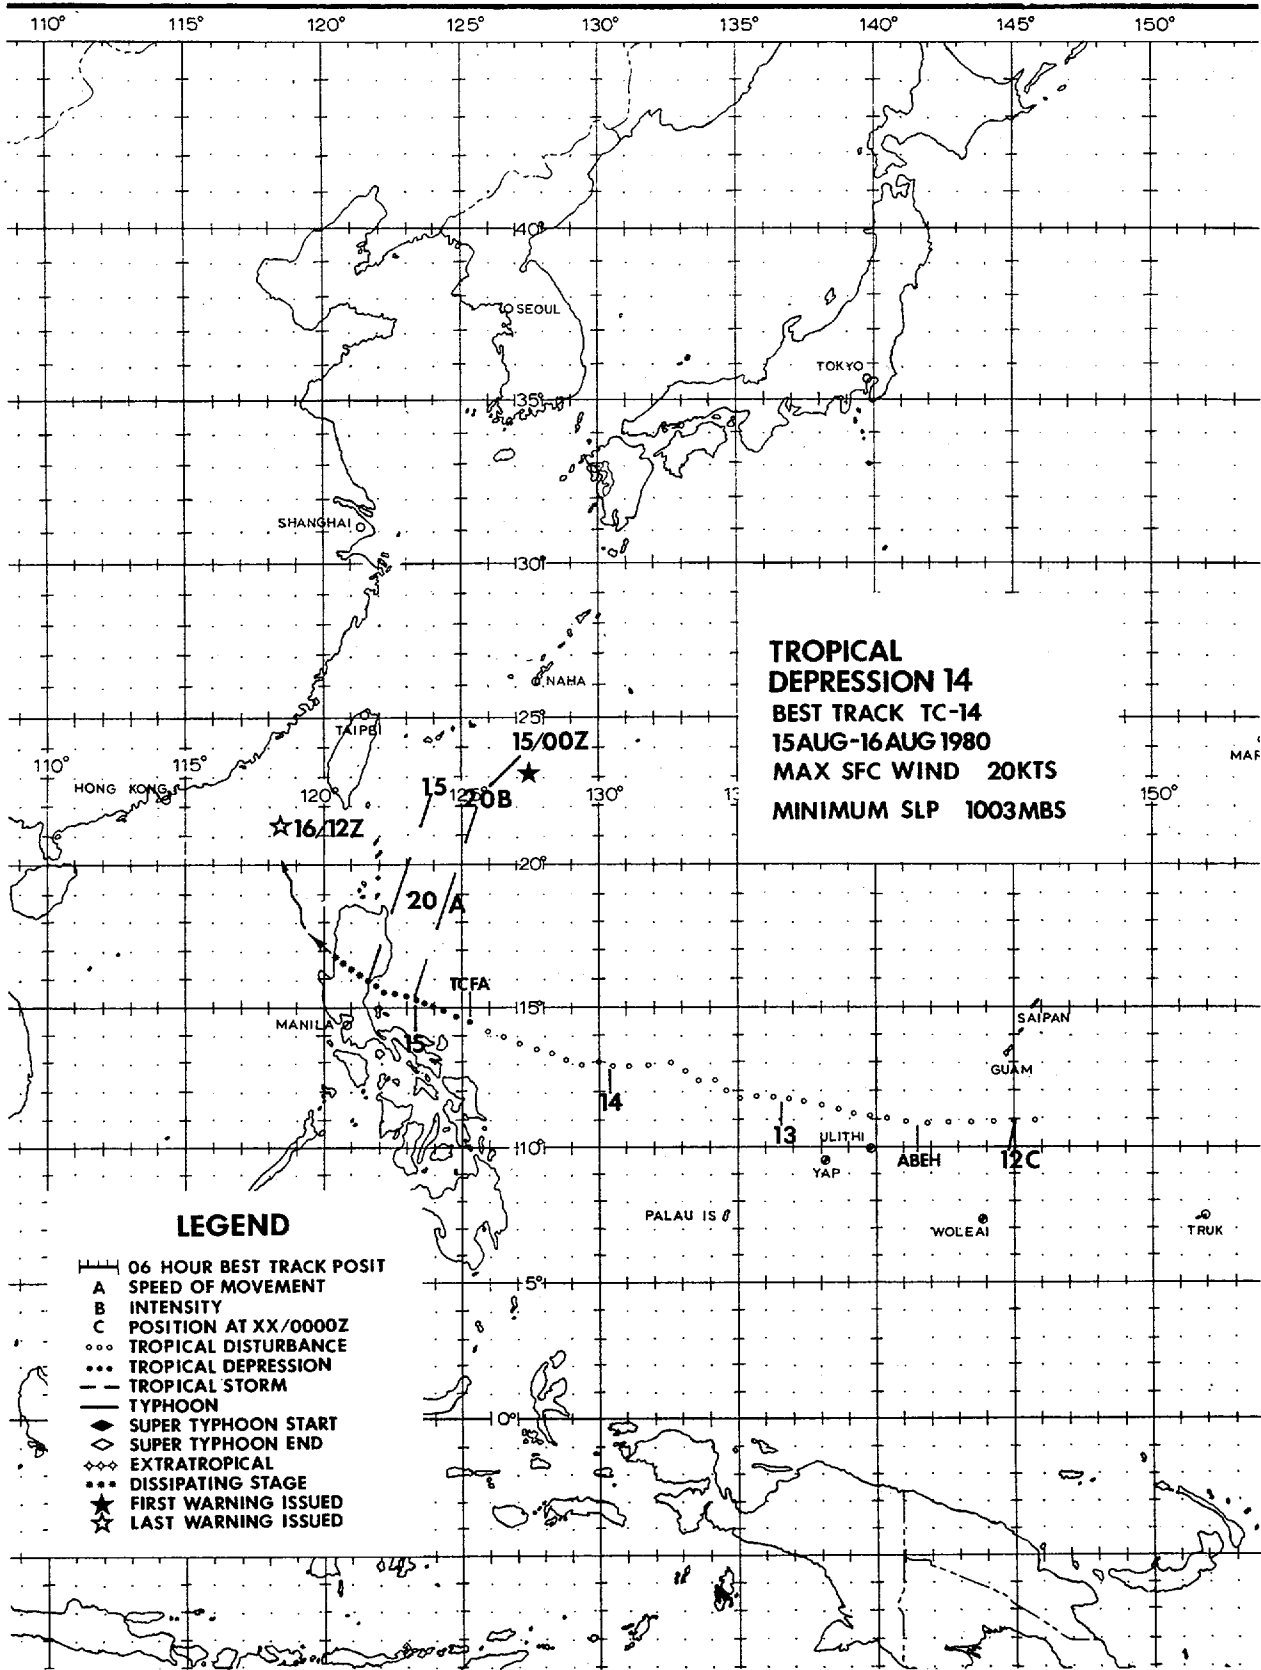 110° 115° 120° 125° 130° 135° 140° 145° 150°
40°
SEOUL
TOKYO
35°
SHANGHAI
30°
NAHA
TROPICAL
DEPRESSION 14
BEST TRACK TC-14
15AUG-16AUG 1980
MAX SFC WIND 20KTS
MINIMUM SLP 1003MBS
25°
TAIPEI
15/00Z
110° 115° 120° 130° 150°
HONG KONG
15
20B
16/12Z
20°
20
A
TCFA
15°
MANILA
15
SAIPAN
GUAM
14
13
ULITHI
10°
YAP
ABEH
12C
PALAU IS
WOLEAI
TRUK
5°
0°
LEGEND
06 HOUR BEST TRACK POSIT
A SPEED OF MOVEMENT
B INTENSITY
C POSITION AT XX/0000Z
TROPICAL DISTURBANCE
TROPICAL DEPRESSION
TROPICAL STORM
TYPHOON
SUPER TYPHOON START
SUPER TYPHOON END
EXTRATROPICAL
DISSIPATING STAGE
FIRST WARNING ISSUED
LAST WARNING ISSUED